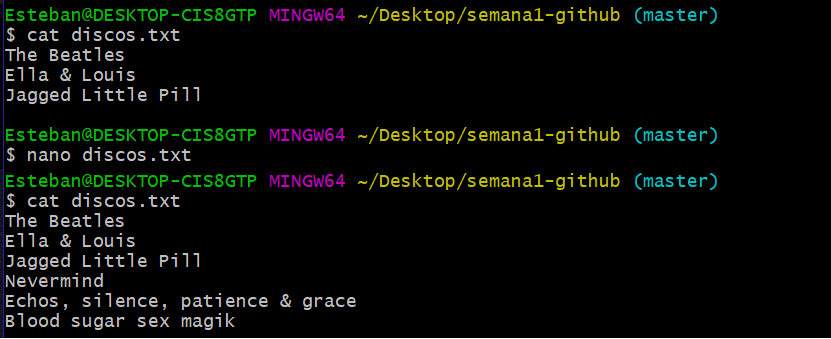 Esteban@DESKTOP-CIS8GTP MINGW64 ~/Desktop/semana1-github (master)
$ cat discos.txt
The Beatles
Ella & Louis
Jagged Little Pill
Esteban@DESKTOP-CIS8GTP MINGW64 ~/Desktop/semana1-github (master)
$ nano discos.txt
Esteban@DESKTOP-CIS8GTP MINGW64 ~/Desktop/semana1-github (master)
$ cat discos.txt
The Beatles
Ella & Louis
Jagged Little Pill
Nevermind
Echos, silence, patience & grace
Blood sugar sex magik